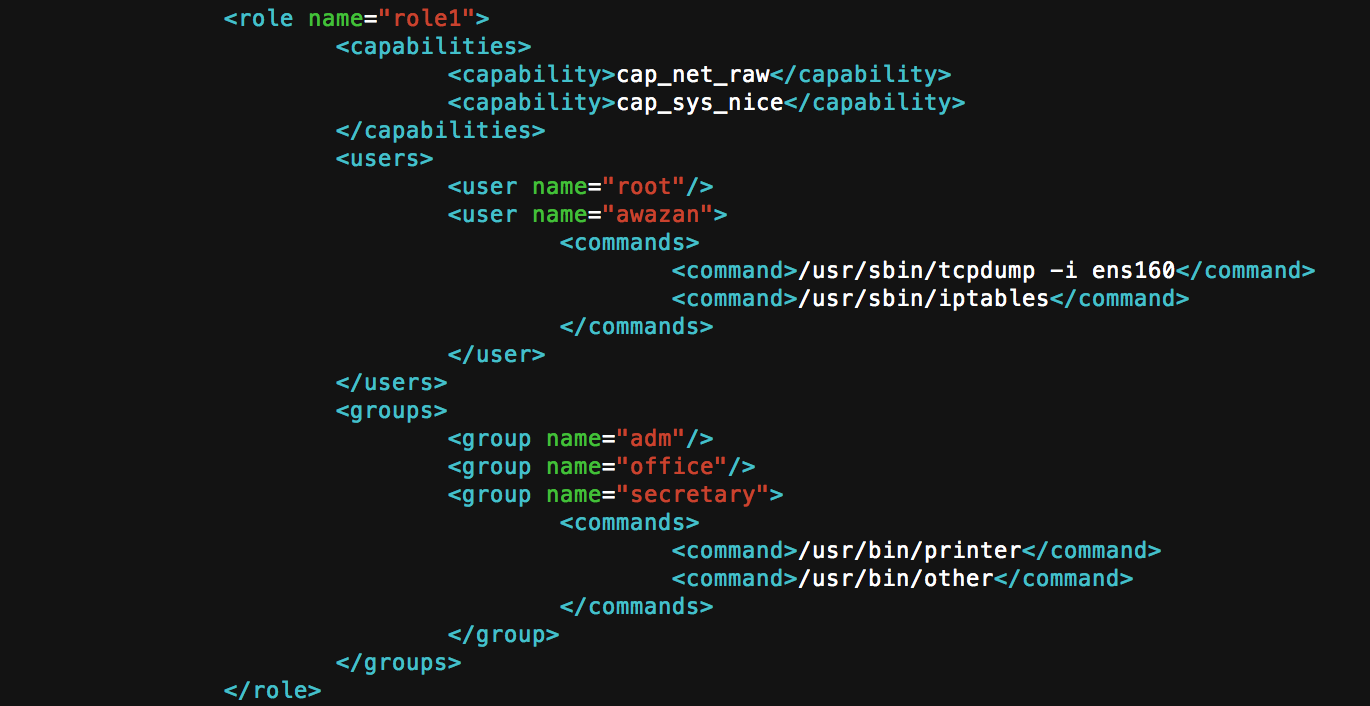 <role name="role1">
<capabilities>
<capability>cap_net_raw</capability>
<capability>cap_sys_nice</capability>
</capabilities>
<users>
<user name="root"/>
<user name="awazan">
<commands>
<command>/usr/sbin/tcpdump -i ens160</command>
<command>/usr/sbin/iptables</command>
</commands>
</user>
</users>
<groups>
<group name="adm"/>
<group name="office"/>
<group name="secretary">
<commands>
<command>/usr/bin/printer</command>
<command>/usr/bin/other</command>
</commands>
</group>
</groups>
</role>